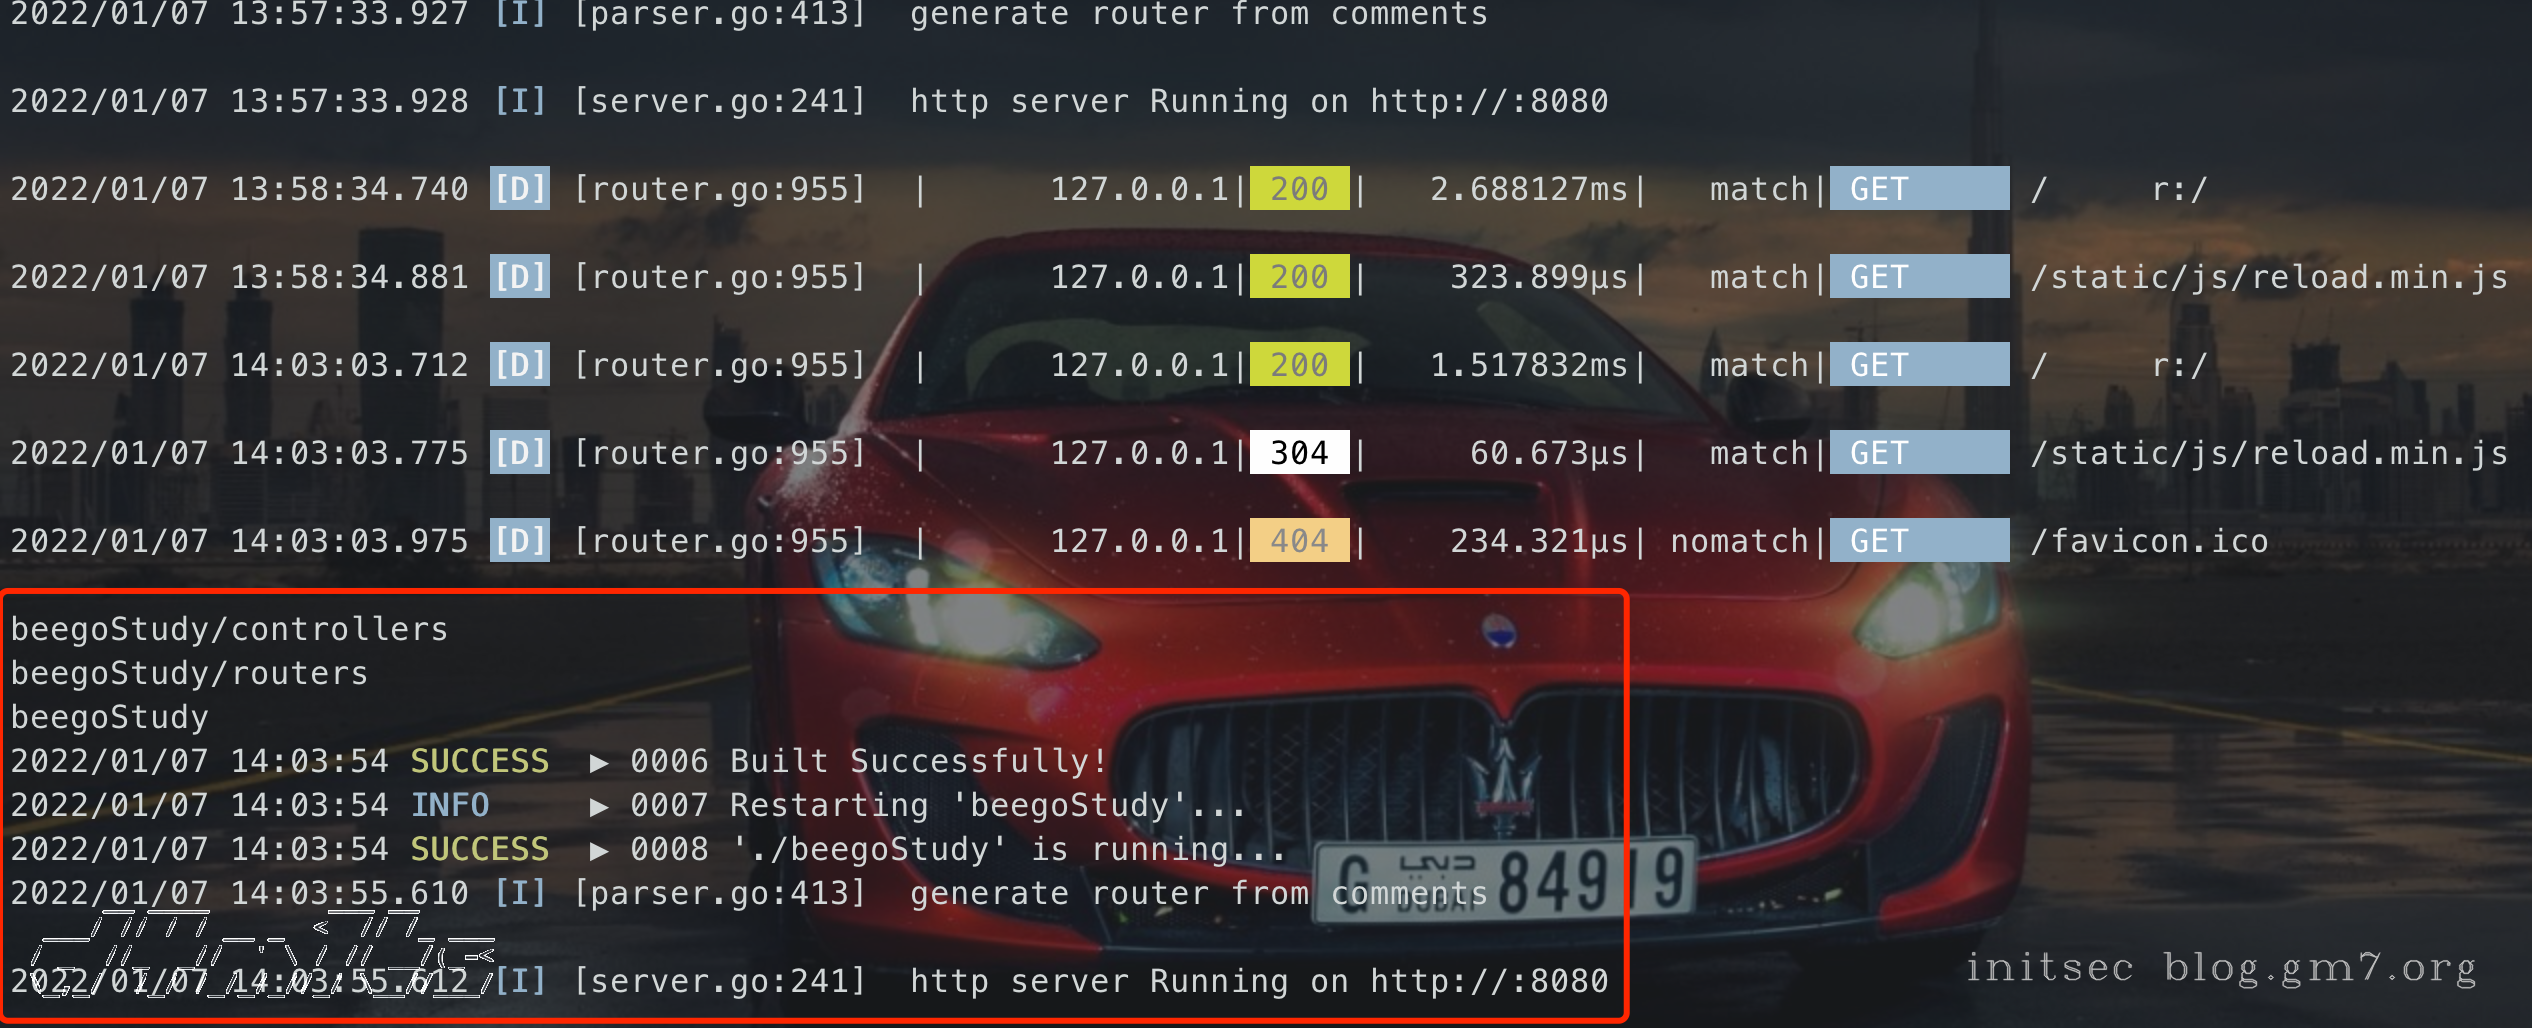 2022/01/07 13:57:33.927 [I] [parser.go:413]  generate router from comments
2022/01/07 13:57:33.928 [I] [server.go:241]  http server Running on http://:8080
2022/01/07 13:58:34.740 [D] [router.go:955]  |       127.0.0.1| 200 |   2.688127ms|   match| GET      /     r:/
2022/01/07 13:58:34.881 [D] [router.go:955]  |       127.0.0.1| 200 |    323.899µs|   match| GET      /static/js/reload.min.js
2022/01/07 14:03:03.712 [D] [router.go:955]  |       127.0.0.1| 200 |   1.517832ms|   match| GET      /     r:/
2022/01/07 14:03:03.775 [D] [router.go:955]  |       127.0.0.1| 304 |     60.673µs|   match| GET      /static/js/reload.min.js
2022/01/07 14:03:03.975 [D] [router.go:955]  |       127.0.0.1| 404 |    234.321µs| nomatch| GET      /favicon.ico
beegoStudy/controllers
beegoStudy/routers
beegoStudy
2022/01/07 14:03:54 SUCCESS  ▶ 0006 Built Successfully!
2022/01/07 14:03:54 INFO     ▶ 0007 Restarting 'beegoStudy'...
2022/01/07 14:03:54 SUCCESS  ▶ 0008 './beegoStudy' is running...
2022/01/07 14:03:55.610 [I] [parser.go:413]  generate router from comments
2022/01/07 14:03:55.612 [I] [server.go:241]  http server Running on http://:8080
G دبي DUBAI 84919
initsec blog.gm7.org